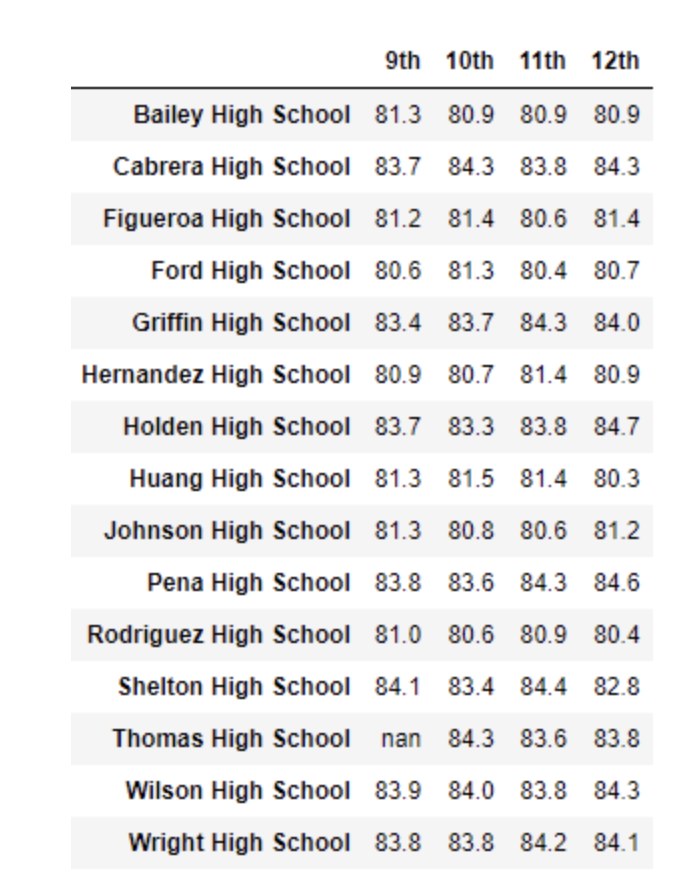 9th 10th 11th 12th
Bailey High School 81.3 80.9 80.9 80.9
Cabrera High School 83.7 84.3 83.8 84.3
Figueroa High School 81.2 81.4 80.6 81.4
Ford High School 80.6 81.3 80.4 80.7
Griffin High School 83.4 83.7 84.3 84.0
Hernandez High School 80.9 80.7 81.4 80.9
Holden High School 83.7 83.3 83.8 84.7
Huang High School 81.3 81.5 81.4 80.3
Johnson High School 81.3 80.8 80.6 81.2
Pena High School 83.8 83.6 84.3 84.6
Rodriguez High School 81.0 80.6 80.9 80.4
Shelton High School 84.1 83.4 84.4 82.8
Thomas High School nan 84.3 83.6 83.8
Wilson High School 83.9 84.0 83.8 84.3
Wright High School 83.8 83.8 84.2 84.1